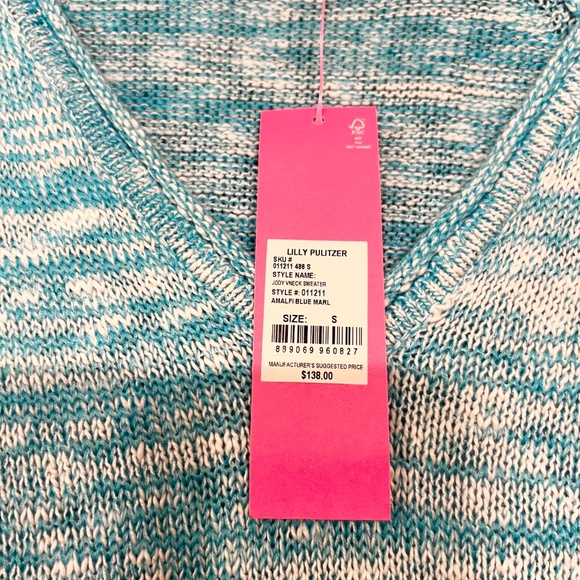 FSC
LILLY PULITZER
SKU #
011211 486 S
STYLE NAME:
JODY VNECK SWEATER
STYLE #: 011211
AMALFI BLUE MARL
SIZE: S
889069 960827
MANUFACTURER'S SUGGESTED PRICE
$138.00